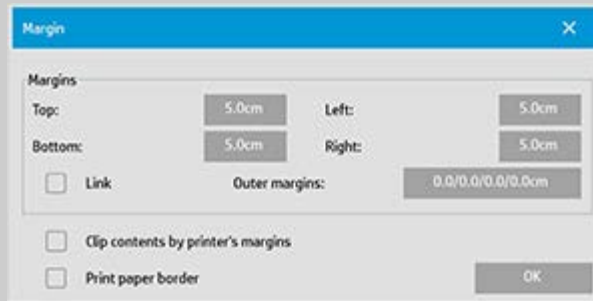 Margin
Margins
Top: 5.0cm Left: 5.0cm
Bottom: 5.0cm Right: 5.0cm
Link Outer margins: 0.0/0.0/0.0/0.0cm
Clip contents by printer's margins
Print paper border OK